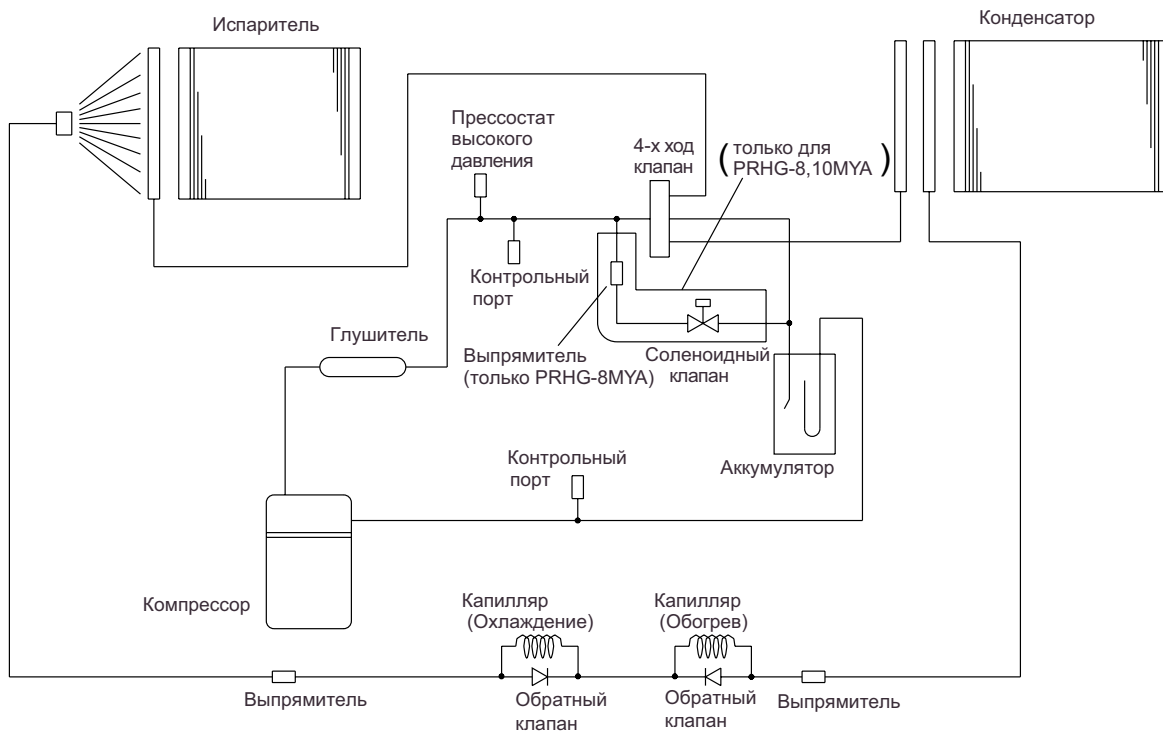 Испаритель
Конденсатор
Прессостат
высокого
давления
4-х ход
клапан
(только для
PRHG-8,10MYA)
Контрольный
порт
Глушитель
Выпрямитель
(только PRHG-8MYA)
Соленоидный
клапан
Аккумулятор
Контрольный
порт
Компрессор
Капилляр
(Охлаждение)
Капилляр
(Обогрев)
Выпрямитель
Обратный
клапан
Обратный
клапан
Выпрямитель